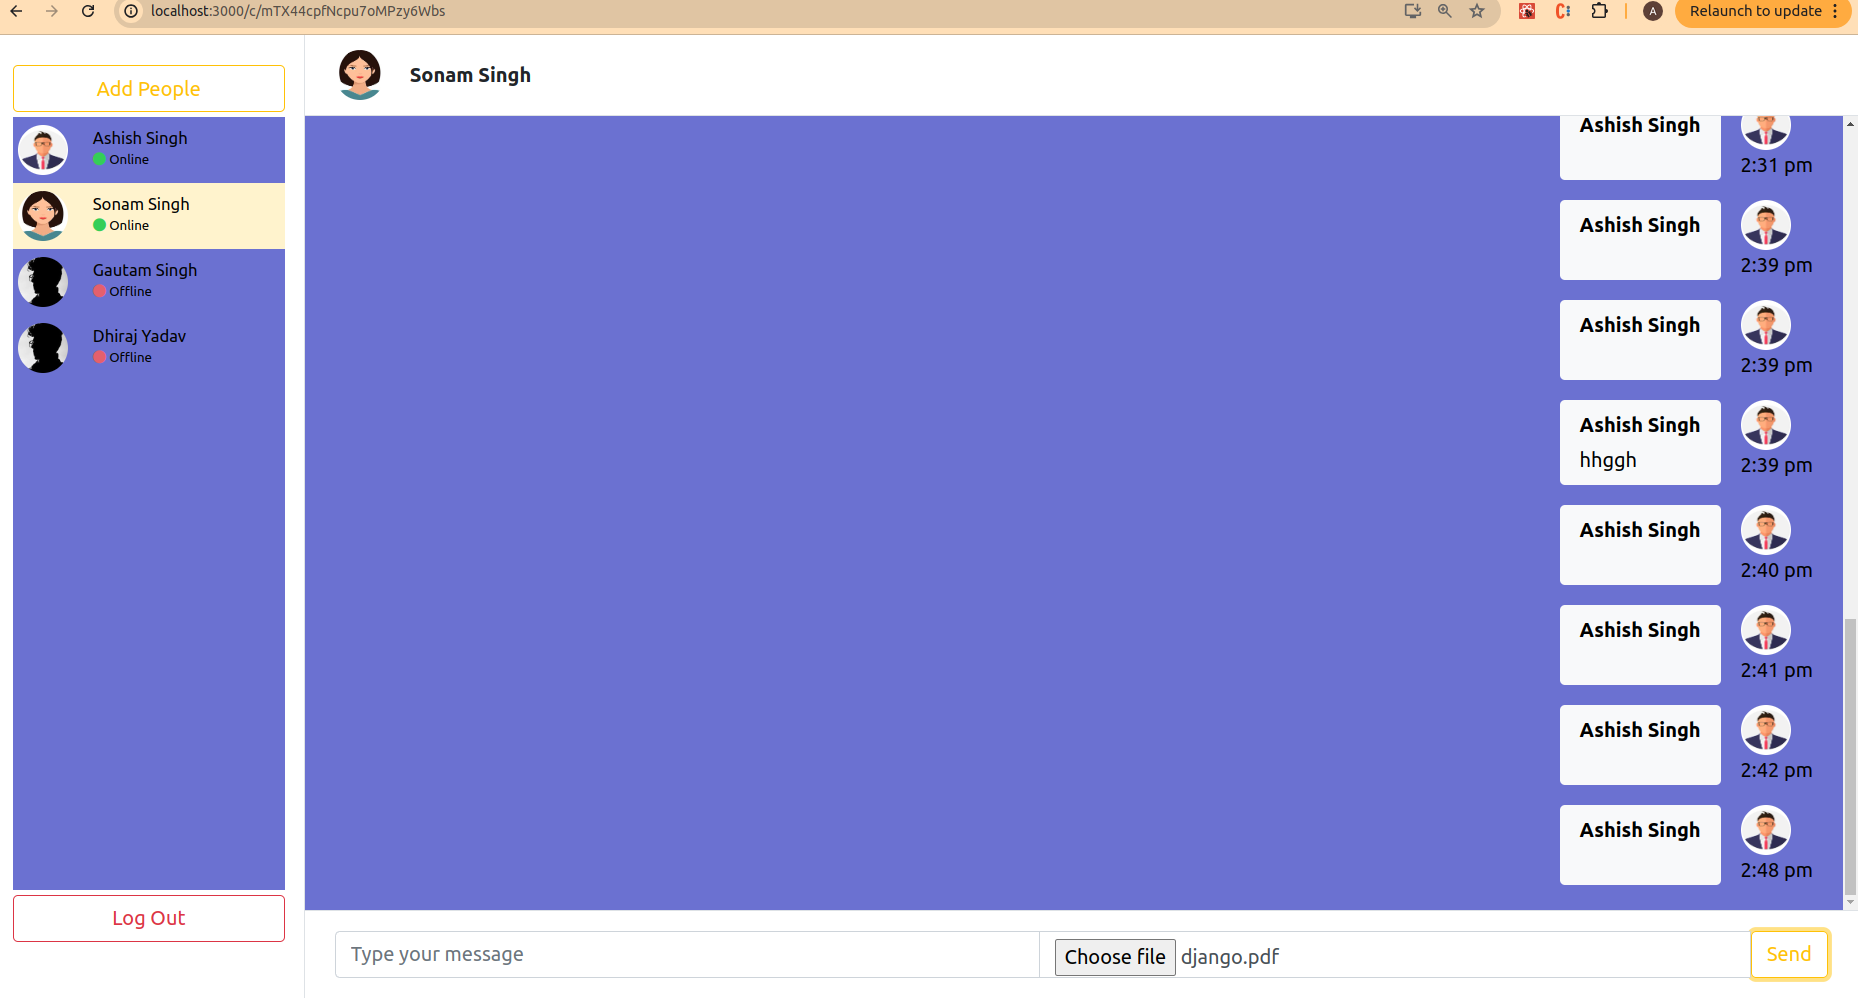 localhost:3000/c/mTX44cpfNcpu7oMPzy6Wbs
A
Relaunch to update
Add People
Ashish Singh
Online
Sonam Singh
Online
Gautam Singh
Offline
Dhiraj Yadav
Offline
Log Out
Sonam Singh
Ashish Singh
2:31 pm
Ashish Singh
2:39 pm
Ashish Singh
2:39 pm
Ashish Singh
hhggh
2:39 pm
Ashish Singh
2:40 pm
Ashish Singh
2:41 pm
Ashish Singh
2:42 pm
Ashish Singh
2:48 pm
Type your message
Choose file django.pdf
Send